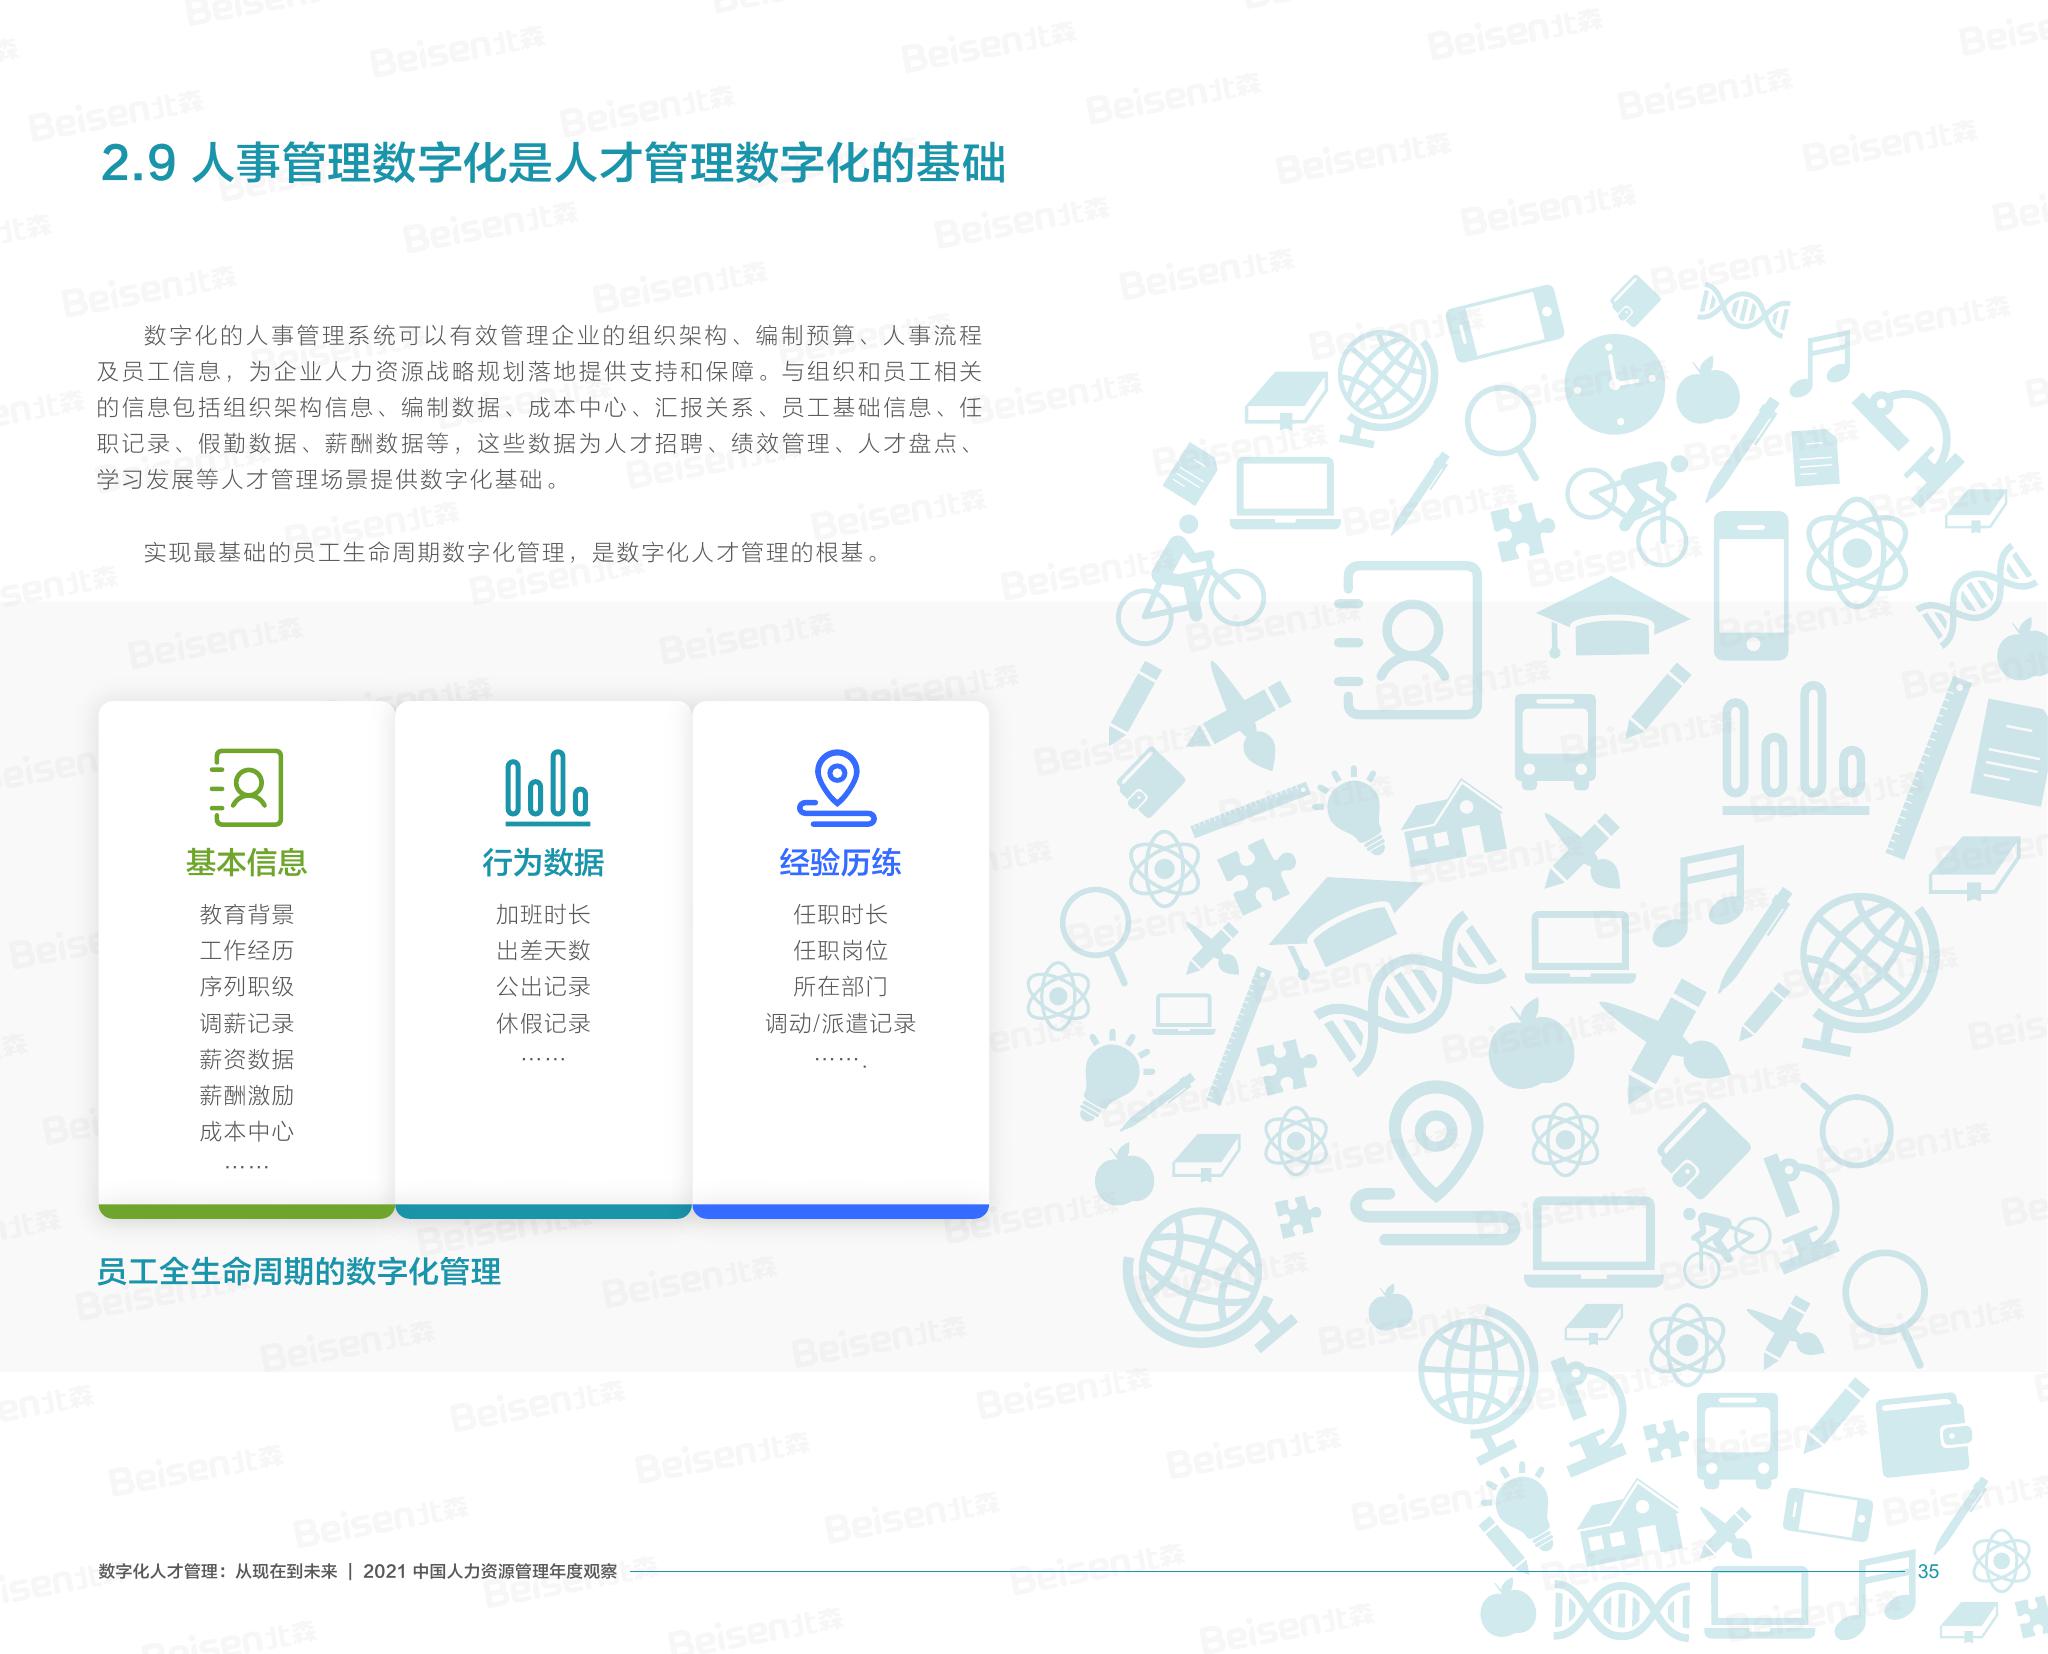 2.9 人事管理数字化是人才管理数字化的基础
数字化的人事管理系统可以有效管理企业的组织架构、编制预算、人事流程
及员工信息，为企业人力资源战略规划落地提供支持和保障。与组织和员工相关
的信息包括组织架构信息、编制数据、成本中心、汇报关系、员工基础信息、任
职记录、假勤数据、薪酬数据等，这些数据为人才招聘、绩效管理、人才盘点、
学习发展等人才管理场景提供数字化基础。
实现最基础的员工生命周期数字化管理，是数字化人才管理的根基。
基本信息
教育背景
工作经历
序列职级
调薪记录
薪资数据
薪酬激励
成本中心
……
行为数据
加班时长
出差天数
公出记录
休假记录
……
经验历练
任职时长
任职岗位
所在部门
调动/派遣记录
…….
员工全生命周期的数字化管理
数字化人才管理：从现在到未来 | 2021 中国人力资源管理年度观察
35
Beisen北森